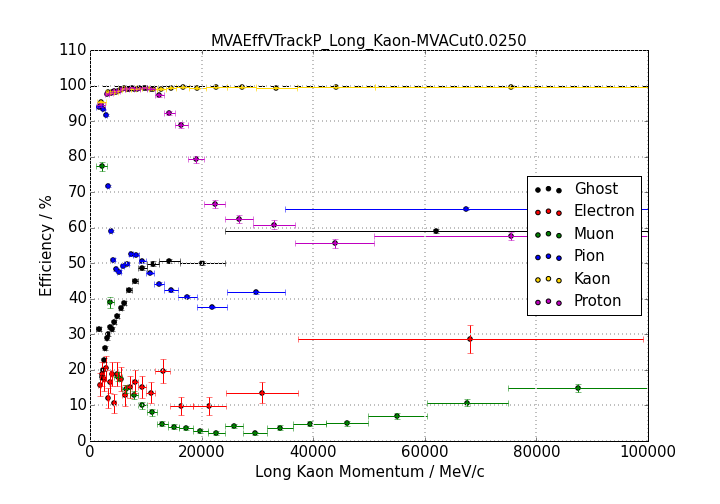 MVAEffVTrackP_Long_Kaon-MVACut0.0250
Efficiency / %
110
100
90
80
70
60
50
40
30
20
10
0
Ghost
Electron
Muon
Pion
Kaon
Proton
0 20000 40000 60000 80000 100000
Long Kaon Momentum / MeV/c